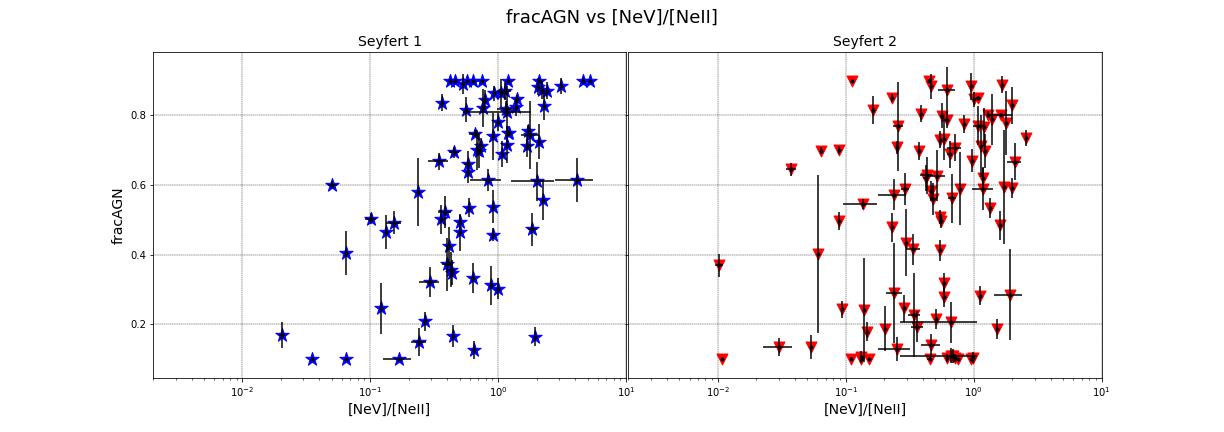 fracAGN vs [NeV]/[NeII]
Seyfert 1
Seyfert 2
fracAGN
0.8
0.6
0.4
0.2
10⁻² 10⁻¹ 10⁰ 10¹
10⁻² 10⁻¹ 10⁰ 10¹
[NeV]/[NeII]
[NeV]/[NeII]